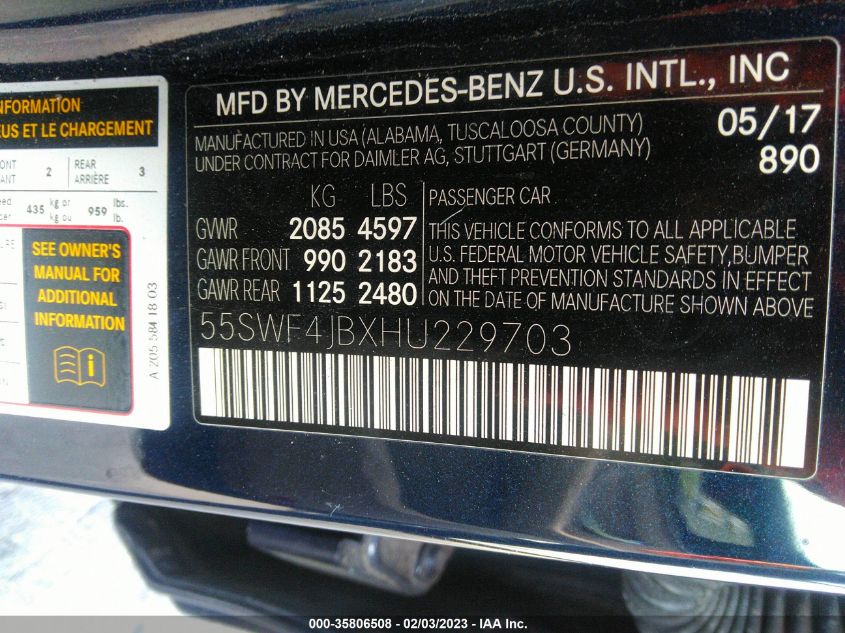 INFORMATION
EUS ET LE CHARGEMENT
2
REAR
ARRIÈRE
3
435 kg or
kg ou
959 lbs.
lb.
SEE OWNER'S
MANUAL FOR
ADDITIONAL
INFORMATION
A 205 584 18 03
MFD BY MERCEDES-BENZ U.S. INTL., INC
MANUFACTURED IN USA (ALABAMA, TUSCALOOSA COUNTY)
UNDER CONTRACT FOR DAIMLER AG, STUTTGART (GERMANY)
05/17
890
KG LBS
GVWR 2085 4597
GAWR FRONT 990 2183
GAWR REAR 1125 2480
PASSENGER CAR
THIS VEHICLE CONFORMS TO ALL APPLICABLE
U.S. FEDERAL MOTOR VEHICLE SAFETY,BUMPER
AND THEFT PREVENTION STANDARDS IN EFFECT
ON THE DATE OF MANUFACTURE SHOWN ABOVE
55SWF4JBXHU229703
000-35806508 - 02/03/2023 - IAA Inc.